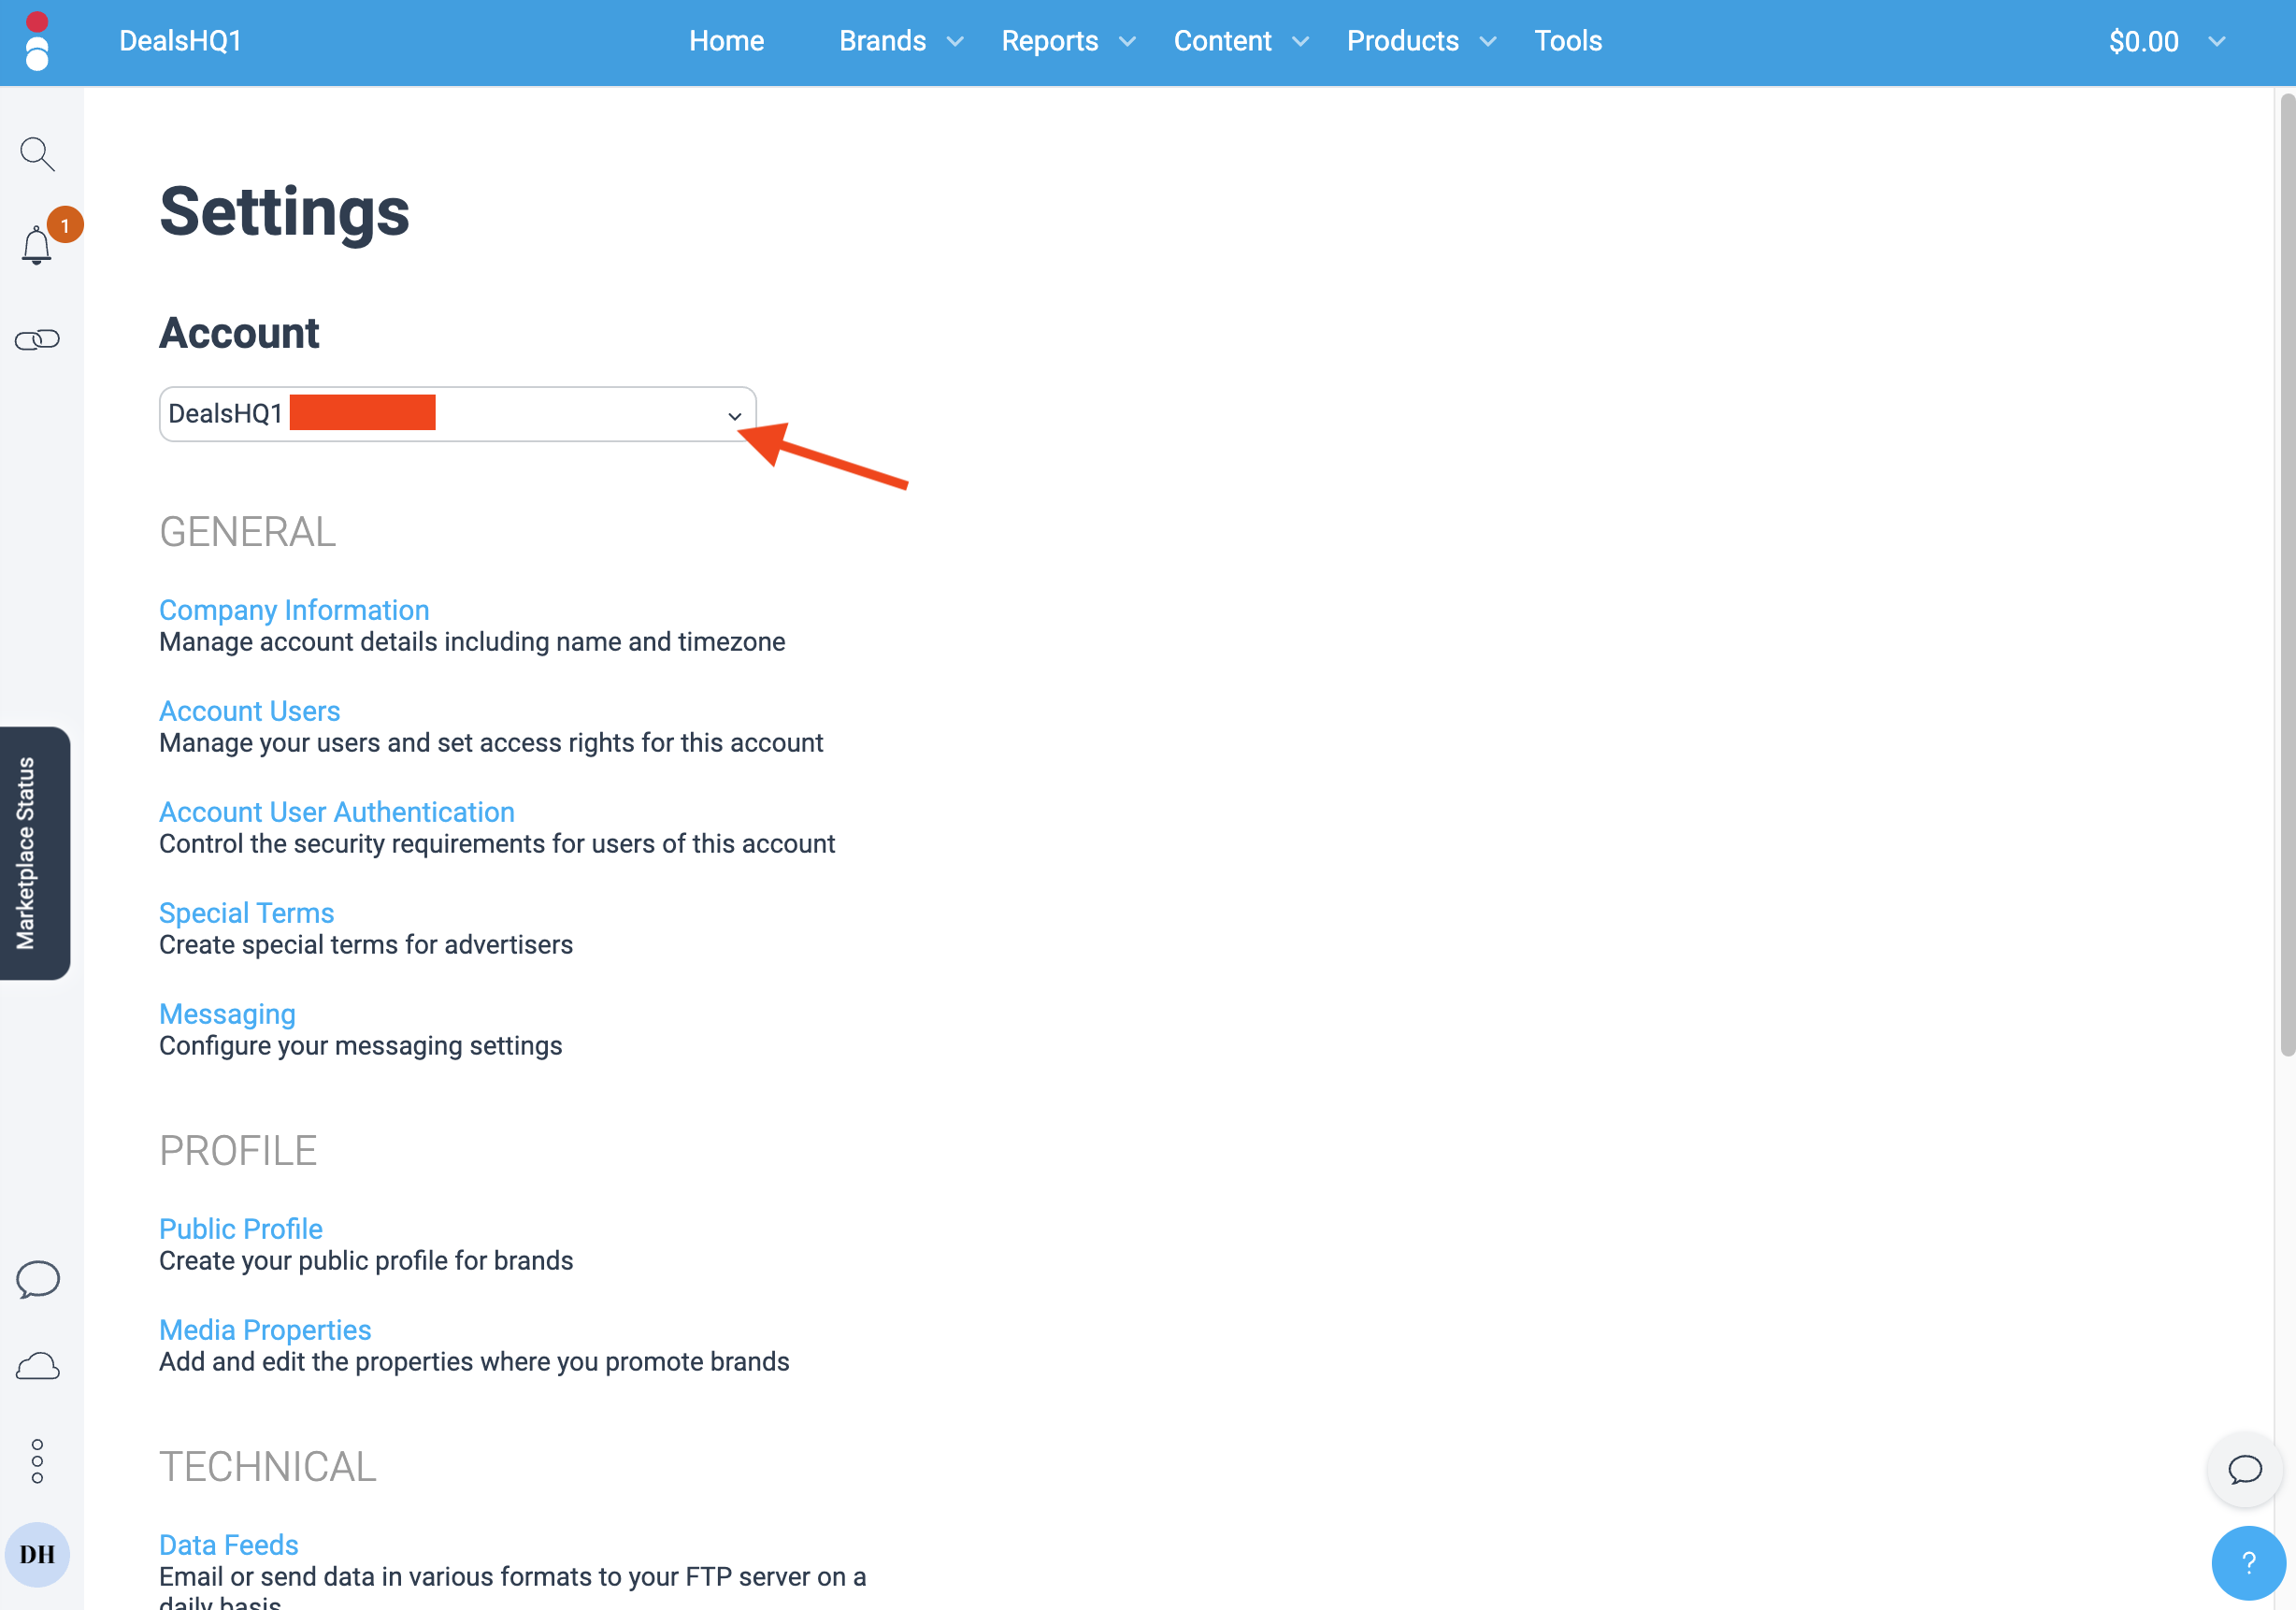 DealsHQ1
Home
Brands
Reports
Content
Products
Tools
$0.00
1
Settings
Account
DealsHQ1
GENERAL
Company Information
Manage account details including name and timezone
Account Users
Manage your users and set access rights for this account
Account User Authentication
Control the security requirements for users of this account
Special Terms
Create special terms for advertisers
Messaging
Configure your messaging settings
Marketplace Status
PROFILE
Public Profile
Create your public profile for brands
Media Properties
Add and edit the properties where you promote brands
TECHNICAL
Data Feeds
Email or send data in various formats to your FTP server on a
daily basis
DH
?